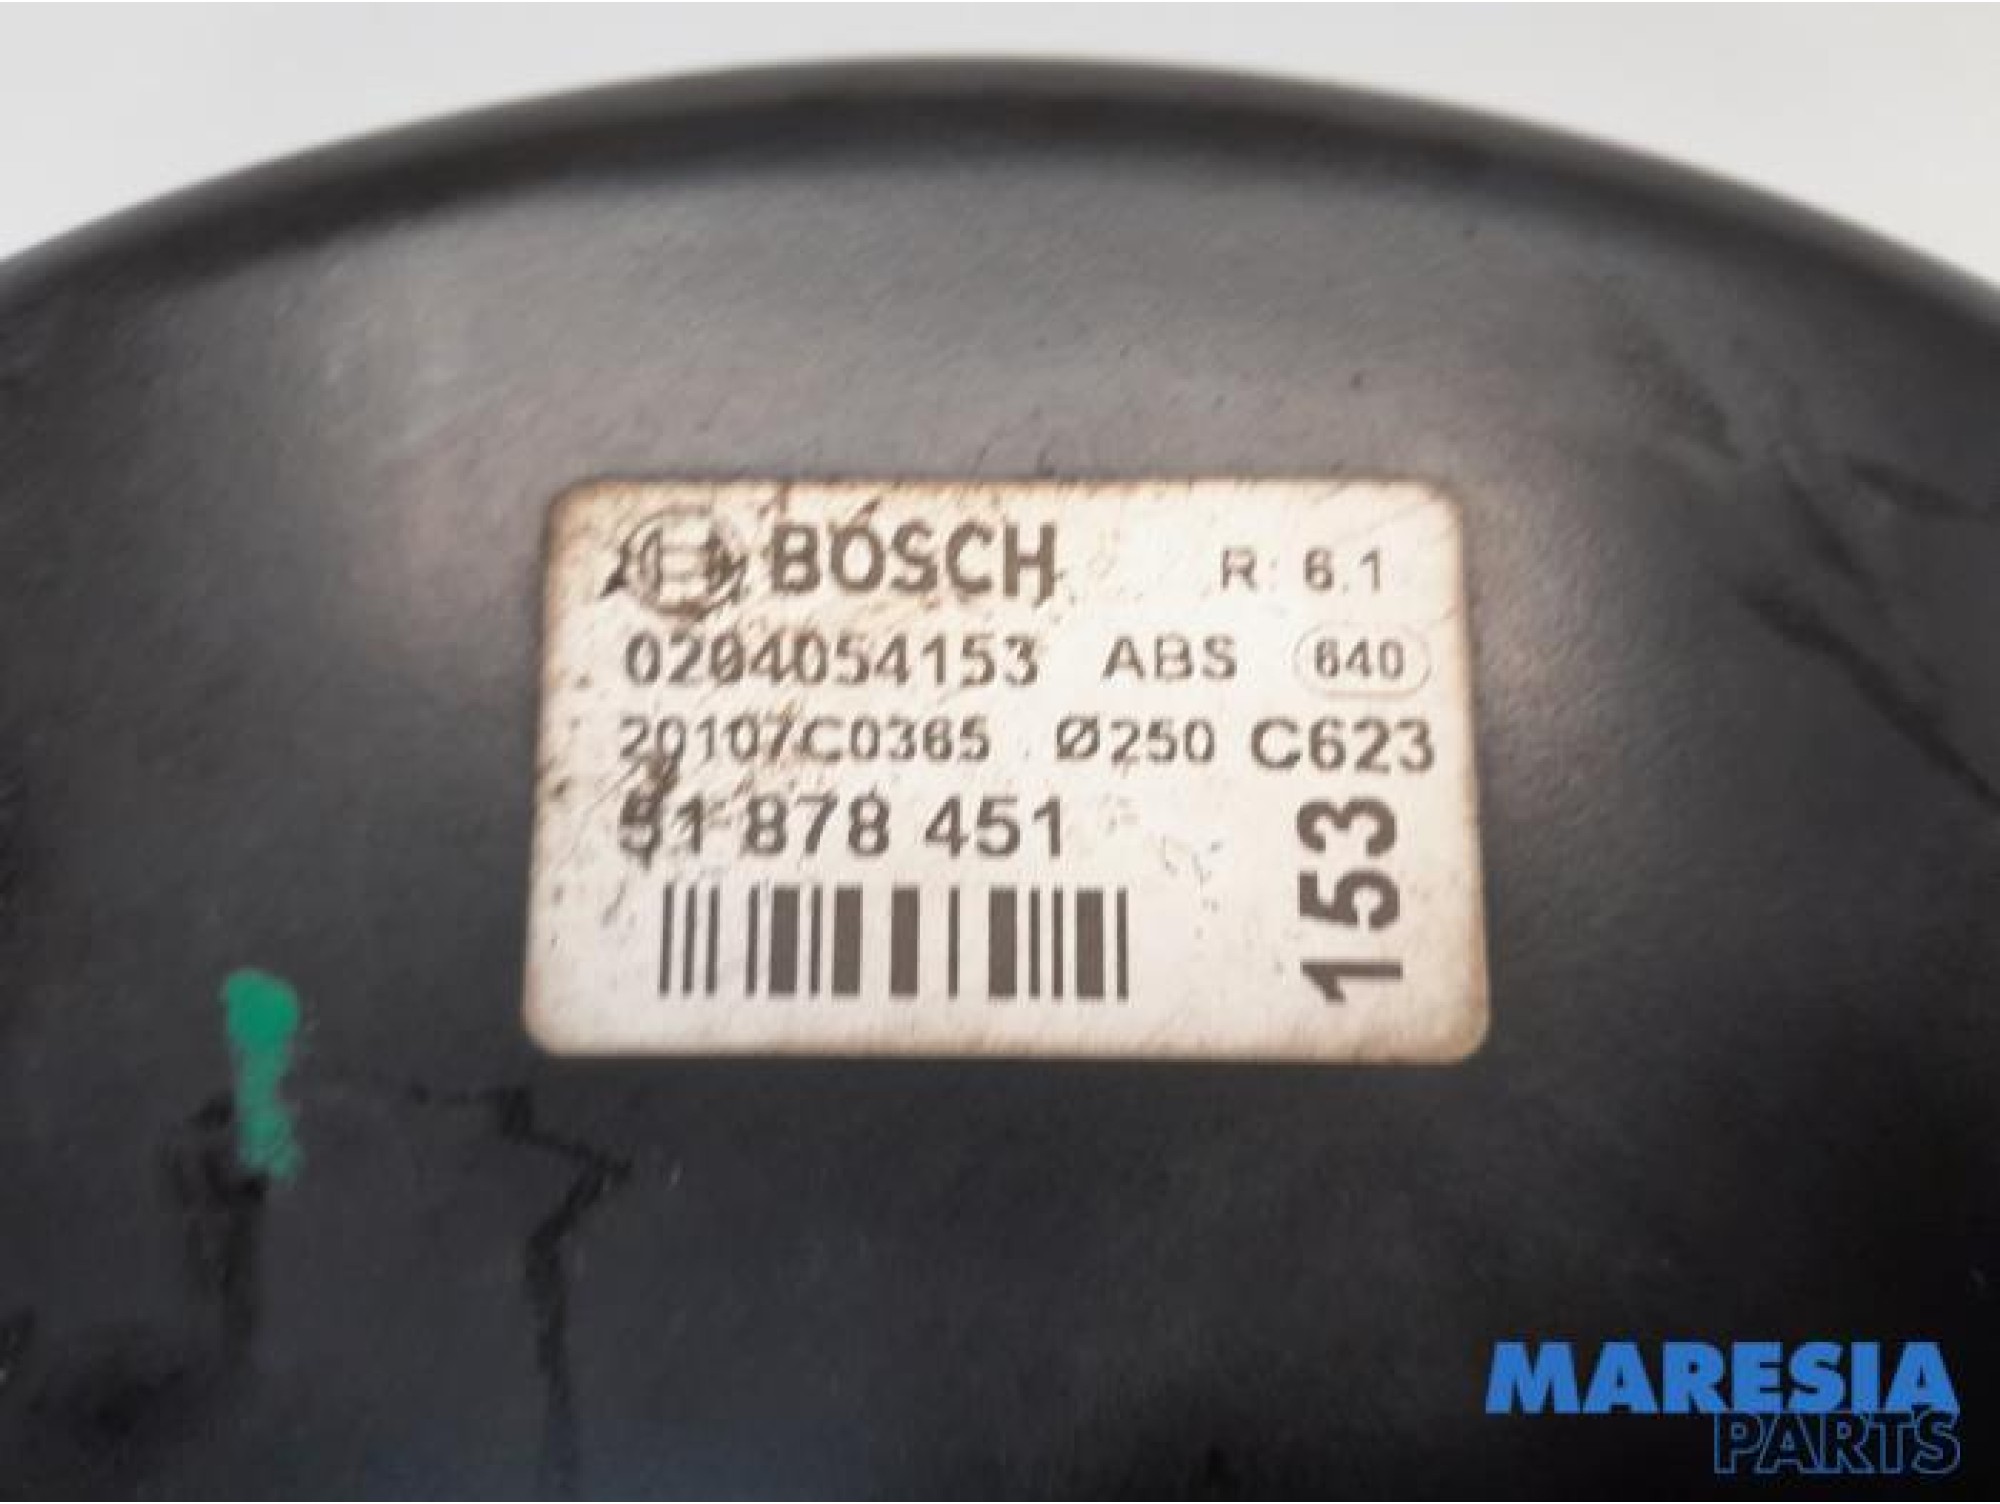 BOSCH R: 6.1
0204054153 ABS 640
20107C0365 Ø250 C623
51 878 451
153
MARESIA
PARTS